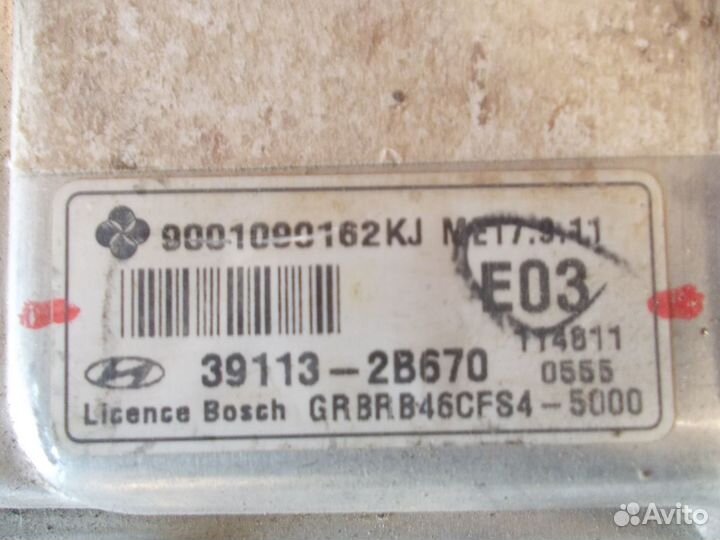 9001090162KJ ME17.9.11
E03
114811
39113-2B670 0555
Licence Bosch GRBRB46CFS4-5000
Avito